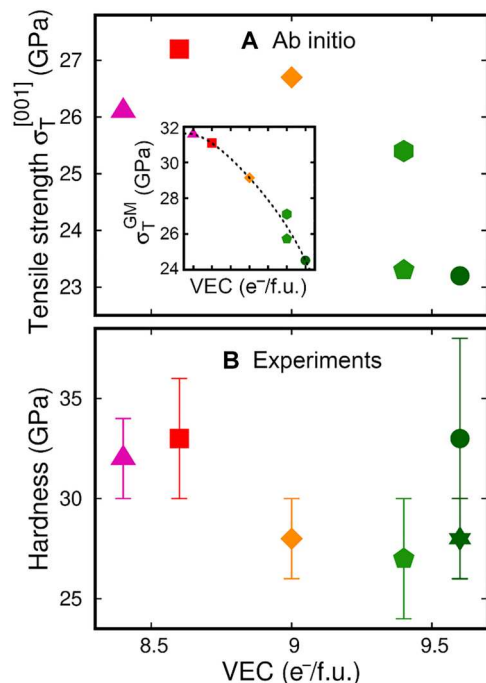 A Ab initio
Tensile strength σ_T^[001] (GPa)
27
26
25
24
23
σ_T^GM (GPa)
32
30
28
26
24
VEC (e⁻/f.u.)
B Experiments
Hardness (GPa)
35
30
25
8.5 9 9.5
VEC (e⁻/f.u.)